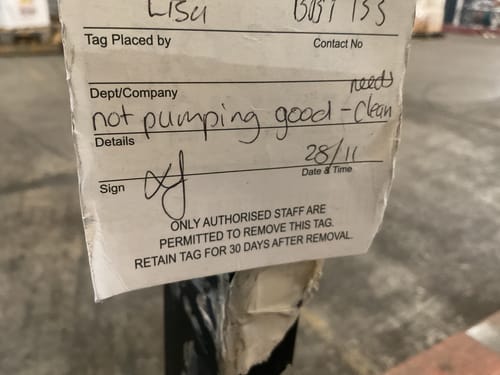 Lisa
Tag Placed by Contact No
needs
Dept/Company
not pumping good - clean
Details
28/11
Sign Date & Time
ONLY AUTHORISED STAFF ARE
PERMITTED TO REMOVE THIS TAG.
RETAIN TAG FOR 30 DAYS AFTER REMOVAL.